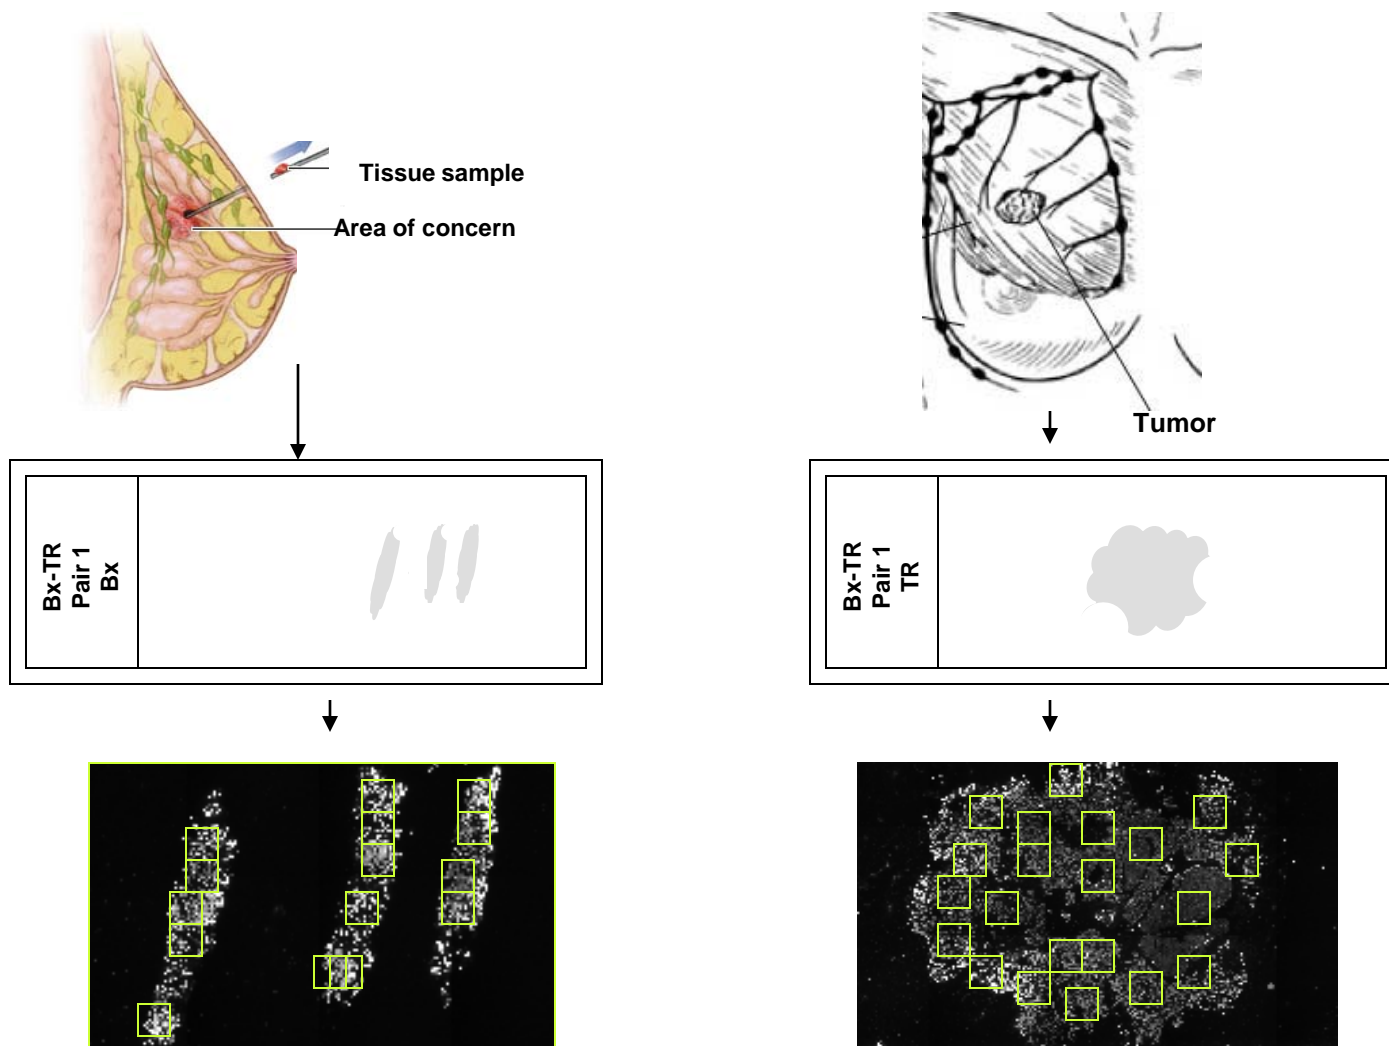 Tissue sample
Area of concern
Tumor
Bx-TR
Pair 1
Bx
Bx-TR
Pair 1
TR